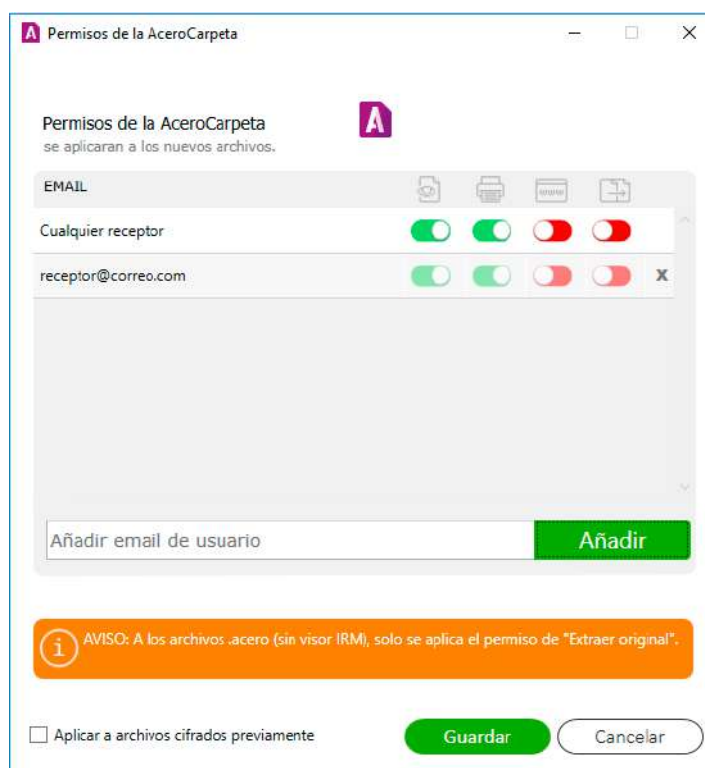 Permisos de la AceroCarpeta
Permisos de la AceroCarpeta
se aplicaran a los nuevos archivos.
EMAIL
www
Cualquier receptor
receptor@correo.com X
Añadir email de usuario Añadir
AVISO: A los archivos .acero (sin visor IRM), solo se aplica el permiso de "Extraer original".
Aplicar a archivos cifrados previamente Guardar Cancelar